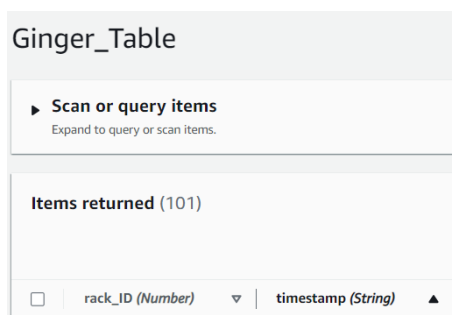 Ginger_Table
Scan or query items
Expand to query or scan items.
Items returned (101)
rack_ID (Number) timestamp (String)